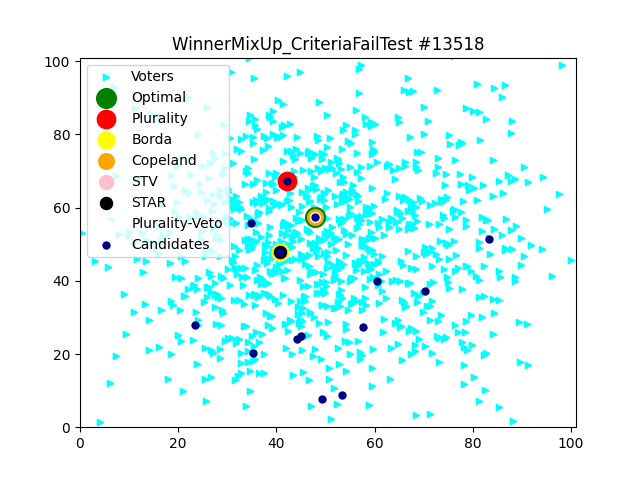 WinnerMixUp_CriteriaFailTest #13518
Voters
Optimal
Plurality
Borda
Copeland
STV
STAR
Plurality-Veto
Candidates
100
80
60
40
20
0
0 20 40 60 80 100